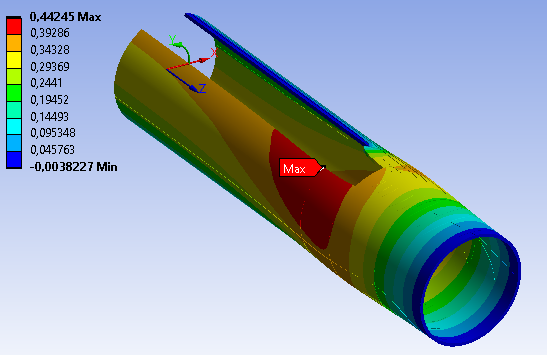 0,44245 Max
0,39286
0,34328
0,29369
0,2441
0,19452
0,14493
0,095348
0,045763
-0,0038227 Min
Y
X
Z
Max